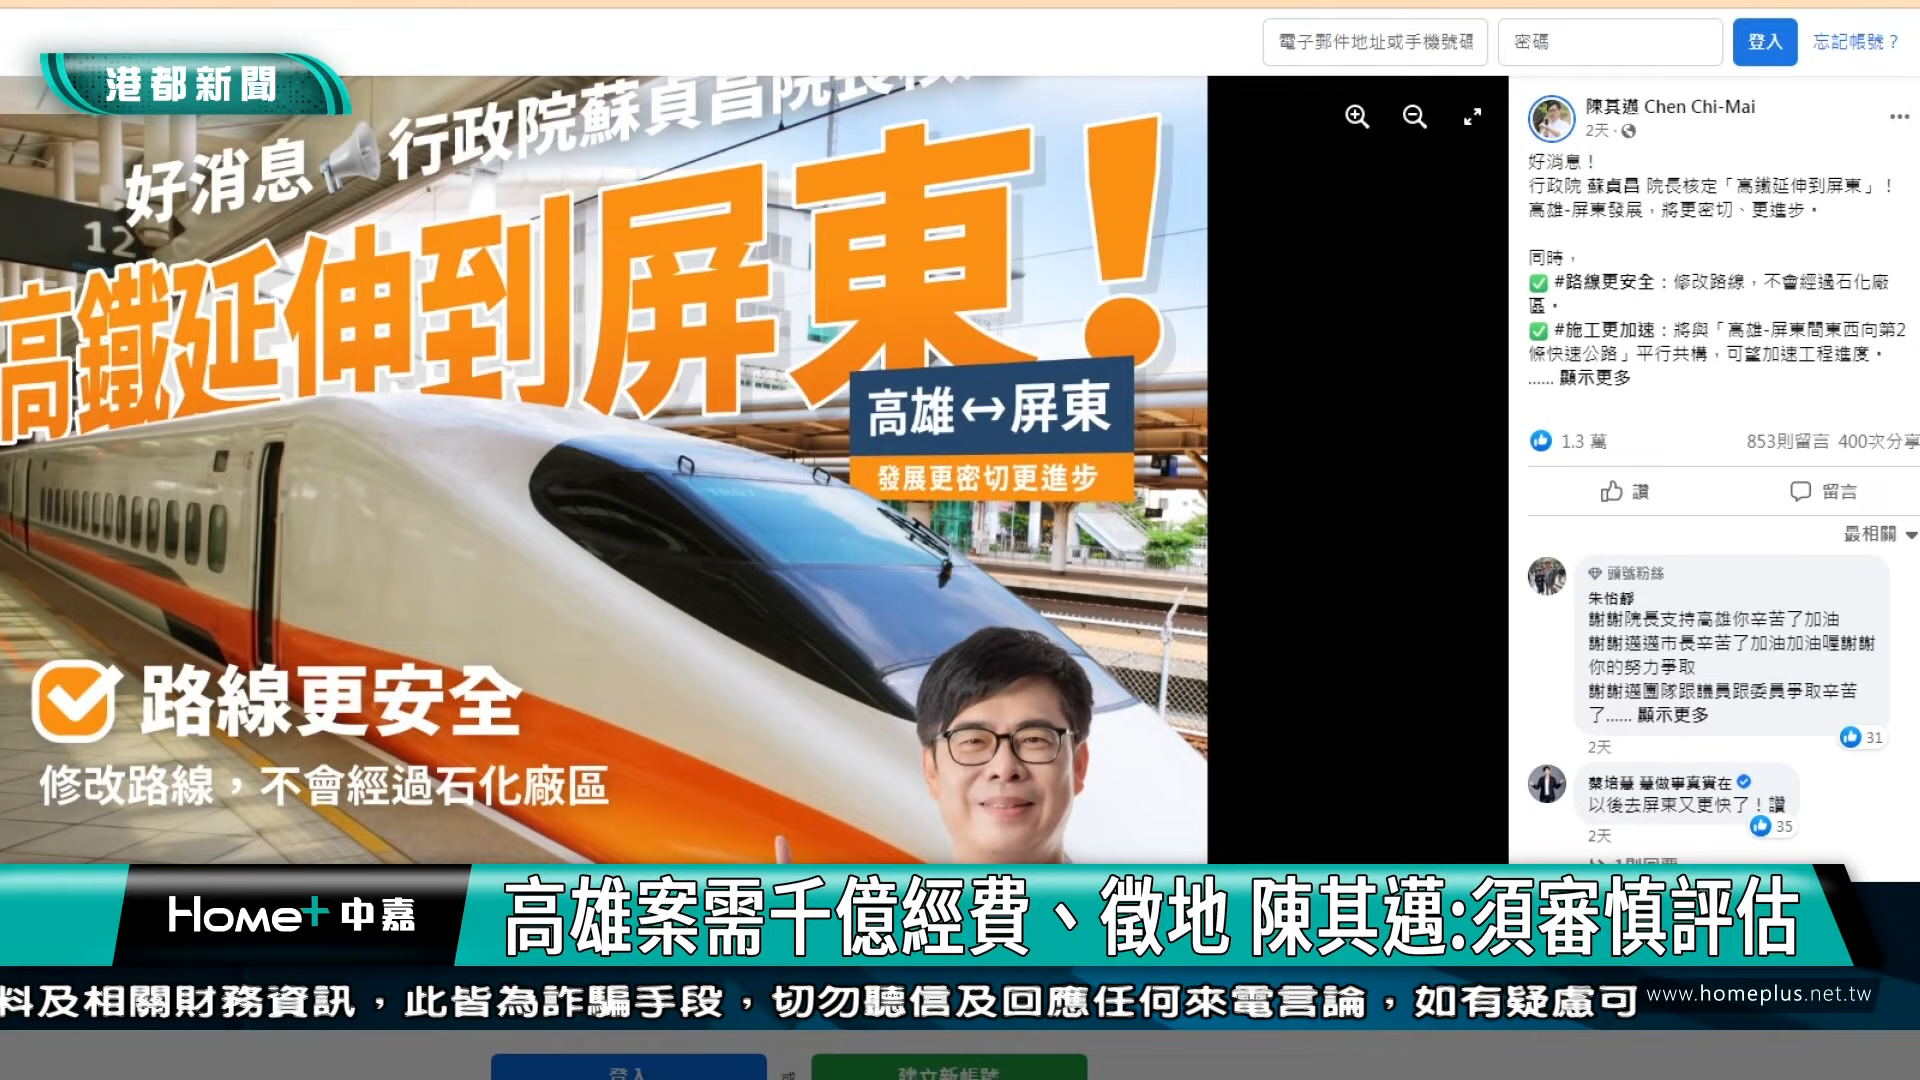 電子郵件地址或手機號碼
密碼
登入
忘記帳號？
港都新聞
好消息 行政院蘇貞昌院長核
12
高鐵延伸到屏東！
高雄↔屏東
發展更密切更進步
路線更安全
修改路線，不會經過石化廠區
陳其邁 Chen Chi-Mai
2天 ·
好消息！
行政院 蘇貞昌 院長核定「高鐵延伸到屏東」！
高雄-屏東發展，將更密切、更進步。
同時，
✅ #路線更安全：修改路線，不會經過石化廠
區。
✅ #施工更加速：將與「高雄-屏東間東西向第2
條快速公路」平行共構，可望加速工程進度。
...... 顯示更多
1.3 萬
853則留言 400次分享
讚
留言
最相關
頭號粉絲
朱怡靜
謝謝院長支持高雄你辛苦了加油
謝謝邁邁市長辛苦了加油加油喔謝謝
你的努力爭取
謝謝邁團隊跟議員跟委員爭取辛苦
了...... 顯示更多
31
2天
蔡培慧 慧做事真實在
以後去屏東又更快了！讚
35
2天
1則回覆
Home+ 中嘉
高雄案需千億經費、徵地 陳其邁:須審慎評估
料及相關財務資訊，此皆為詐騙手段，切勿聽信及回應任何來電言論，如有疑慮可
www.homeplus.net.tw
登入
或
建立新帳號